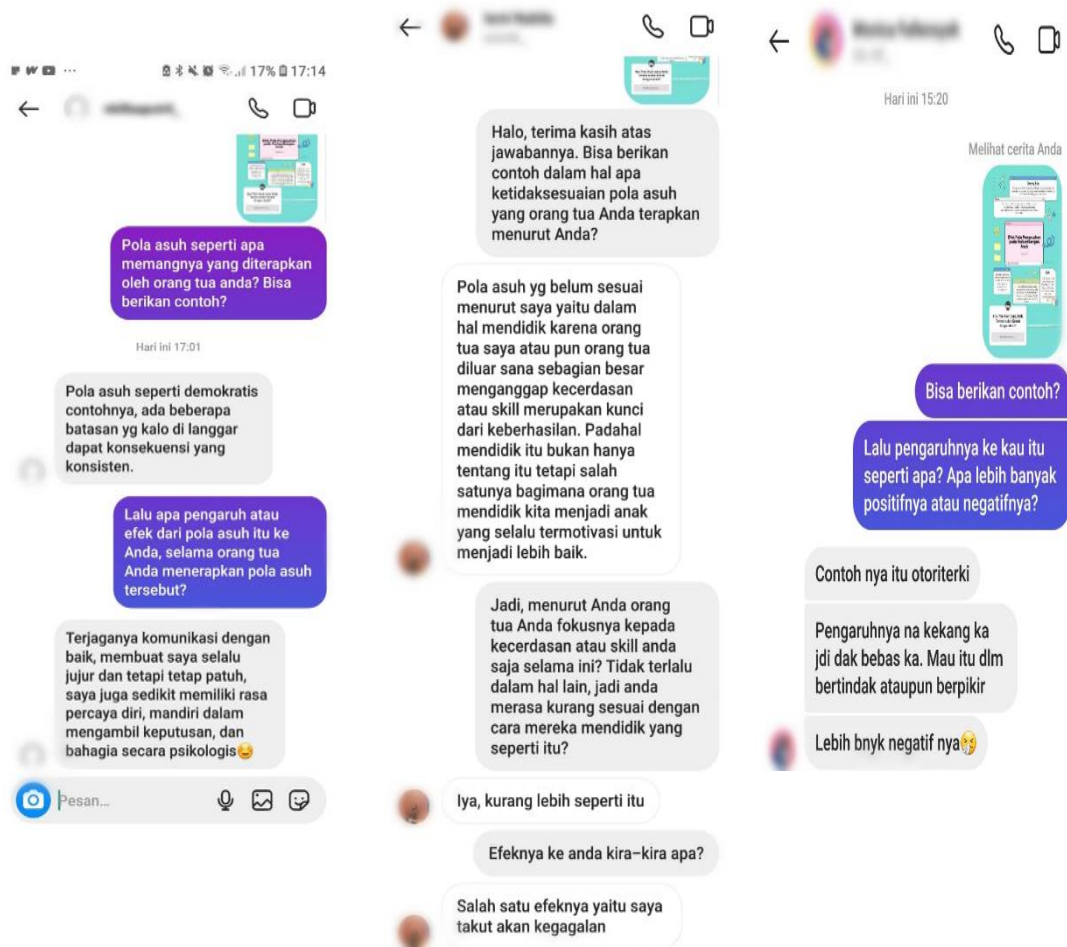 17% 17:14
Pola asuh seperti apa
memangnya yang diterapkan
oleh orang tua anda? Bisa
berikan contoh?
Hari ini 17:01
Pola asuh seperti demokratis
contohnya, ada beberapa
batasan yg kalo di langgar
dapat konsekuensi yang
konsisten.
Lalu apa pengaruh atau
efek dari pola asuh itu ke
Anda, selama orang tua
Anda menerapkan pola asuh
tersebut?
Terjaganya komunikasi dengan
baik, membuat saya selalu
jujur dan tetapi tetap patuh,
saya juga sedikit memiliki rasa
percaya diri, mandiri dalam
mengambil keputusan, dan
bahagia secara psikologis😂
Pesan...
Halo, terima kasih atas
jawabannya. Bisa berikan
contoh dalam hal apa
ketidaksesuaian pola asuh
yang orang tua Anda terapkan
menurut Anda?
Pola asuh yg belum sesuai
menurut saya yaitu dalam
hal mendidik karena orang
tua saya atau pun orang tua
diluar sana sebagian besar
menganggap kecerdasan
atau skill merupakan kunci
dari keberhasilan. Padahal
mendidik itu bukan hanya
tentang itu tetapi salah
satunya bagimana orang tua
mendidik kita menjadi anak
yang selalu termotivasi untuk
menjadi lebih baik.
Jadi, menurut Anda orang
tua Anda fokusnya kepada
kecerdasan atau skill anda
saja selama ini? Tidak terlalu
dalam hal lain, jadi anda
merasa kurang sesuai dengan
cara mereka mendidik yang
seperti itu?
Iya, kurang lebih seperti itu
Efeknya ke anda kira-kira apa?
Salah satu efeknya yaitu saya
takut akan kegagalan
Hari ini 15:20
Melihat cerita Anda
Bisa berikan contoh?
Lalu pengaruhnya ke kau itu
seperti apa? Apa lebih banyak
positifnya atau negatifnya?
Contoh nya itu otoriterki
Pengaruhnya na kekang ka
jdi dak bebas ka. Mau itu dlm
bertindak ataupun berpikir
Lebih bnyk negatif nya🤧